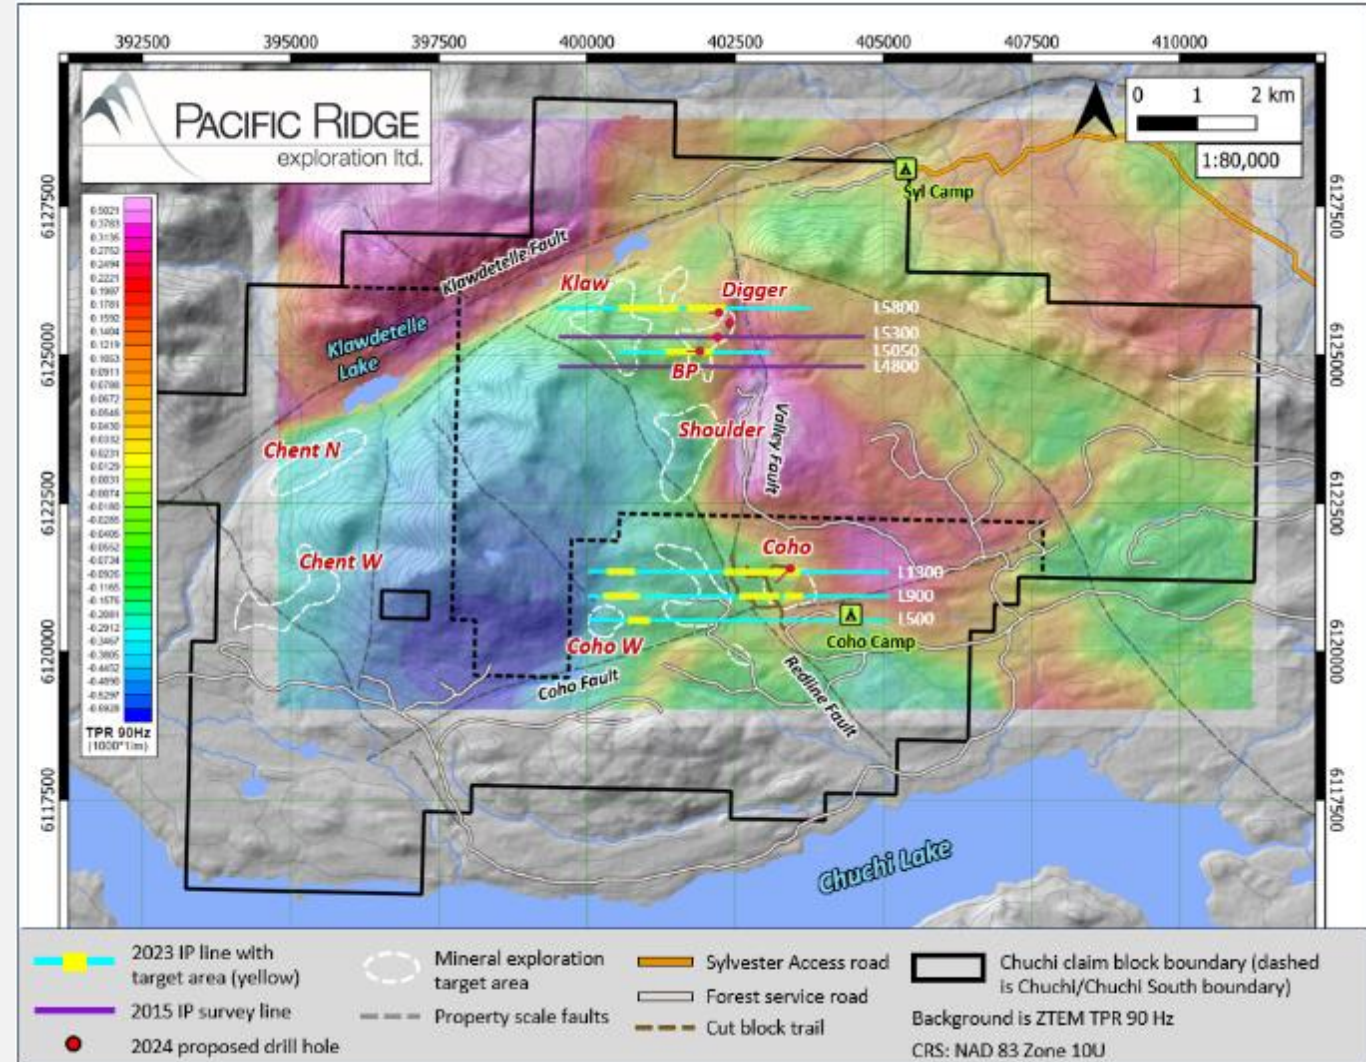 392500 395000 397500 400000 402500 405000 407500 410000
PACIFIC RIDGE
exploration ltd.
0 1 2 km
1:80,000
6127500
6125000
6122500
6120000
6117500
6127500
6125000
6122500
6120000
6117500
TPR 90Hz
Syl Camp
Klawdetelle Fault
Klaw
Digger
L5800
Klawdetelle
Lake
L5300
L5050
BP
L4800
Shoulder
Valley Fault
Chent N
Coho
Chent W
L1300
L900
L500
Coho W
Coho Camp
Coho Fault
Redline Fault
Chuchi Lake
2023 IP line with
target area (yellow)
2015 IP survey line
2024 proposed drill hole
Mineral exploration
target area
Property scale faults
Sylvester Access road
Forest service road
Cut block trail
Chuchi claim block boundary (dashed
is Chuchi/Chuchi South boundary)
Background is ZTEM TPR 90 Hz
CRS: NAD 83 Zone 10U